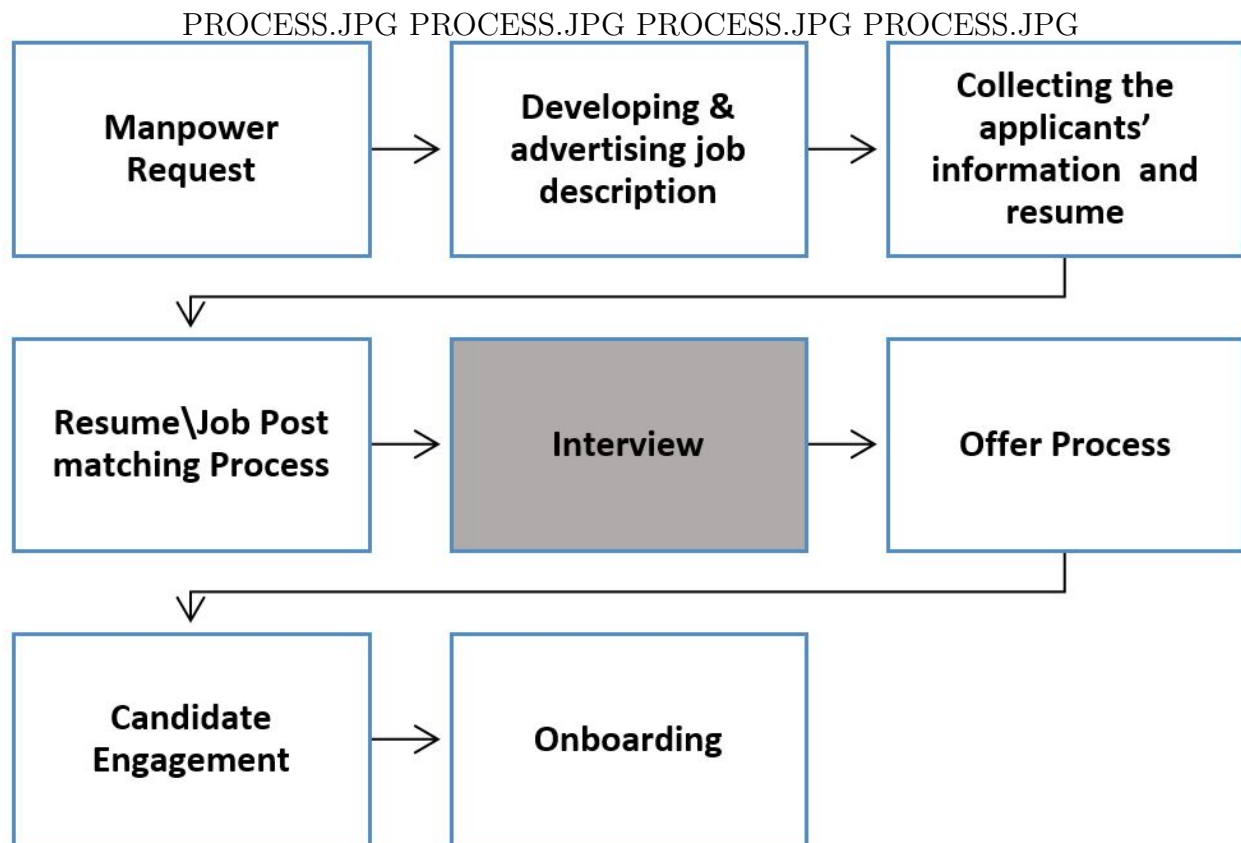 PROCESS.JPG PROCESS.JPG PROCESS.JPG PROCESS.JPG
Manpower
Request
Developing &
advertising job
description
Collecting the
applicants’
information  and
resume
Resume\Job Post
matching Process
Interview
Offer Process
Candidate
Engagement
Onboarding